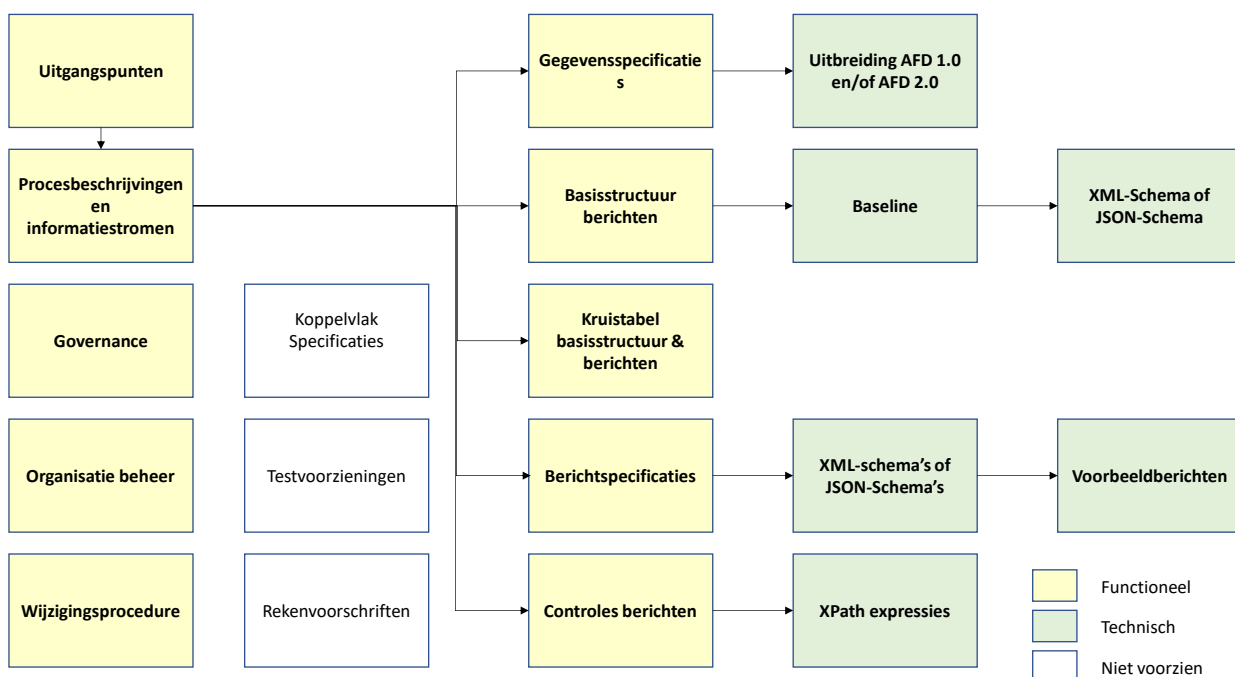 Uitgangspunten
Gegevensspecificatie
s
Uitbreiding AFD 1.0
en/of AFD 2.0
Procesbeschrijvingen
en
informatiestromen
Basisstructuur
berichten
Baseline
XML-Schema of
JSON-Schema
Governance
Koppelvlak
Specificaties
Kruistabel
basisstructuur &
berichten
Organisatie beheer
Testvoorzieningen
Berichtspecificaties
XML-schema’s of
JSON-Schema’s
Voorbeeldberichten
Wijzigingsprocedure
Rekenvoorschriften
Controles berichten
XPath expressies
Functioneel
Technisch
Niet voorzien